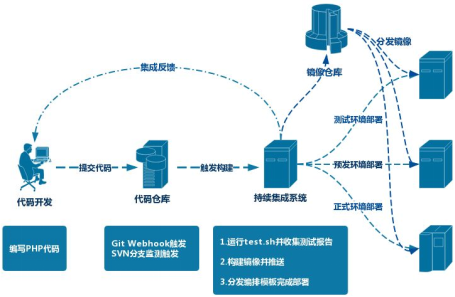 分发镜像
镜像仓库
集成反馈
测试环境部署
提交代码
触发构建
预发环境部署
代码开发
代码仓库
持续集成系统
正式环境部署
编写PHP代码
Git Webhook触发
SVN分支监测触发
1.运行test.sh并收集测试报告
2.构建镜像并推送
3.分发编排模板完成部署